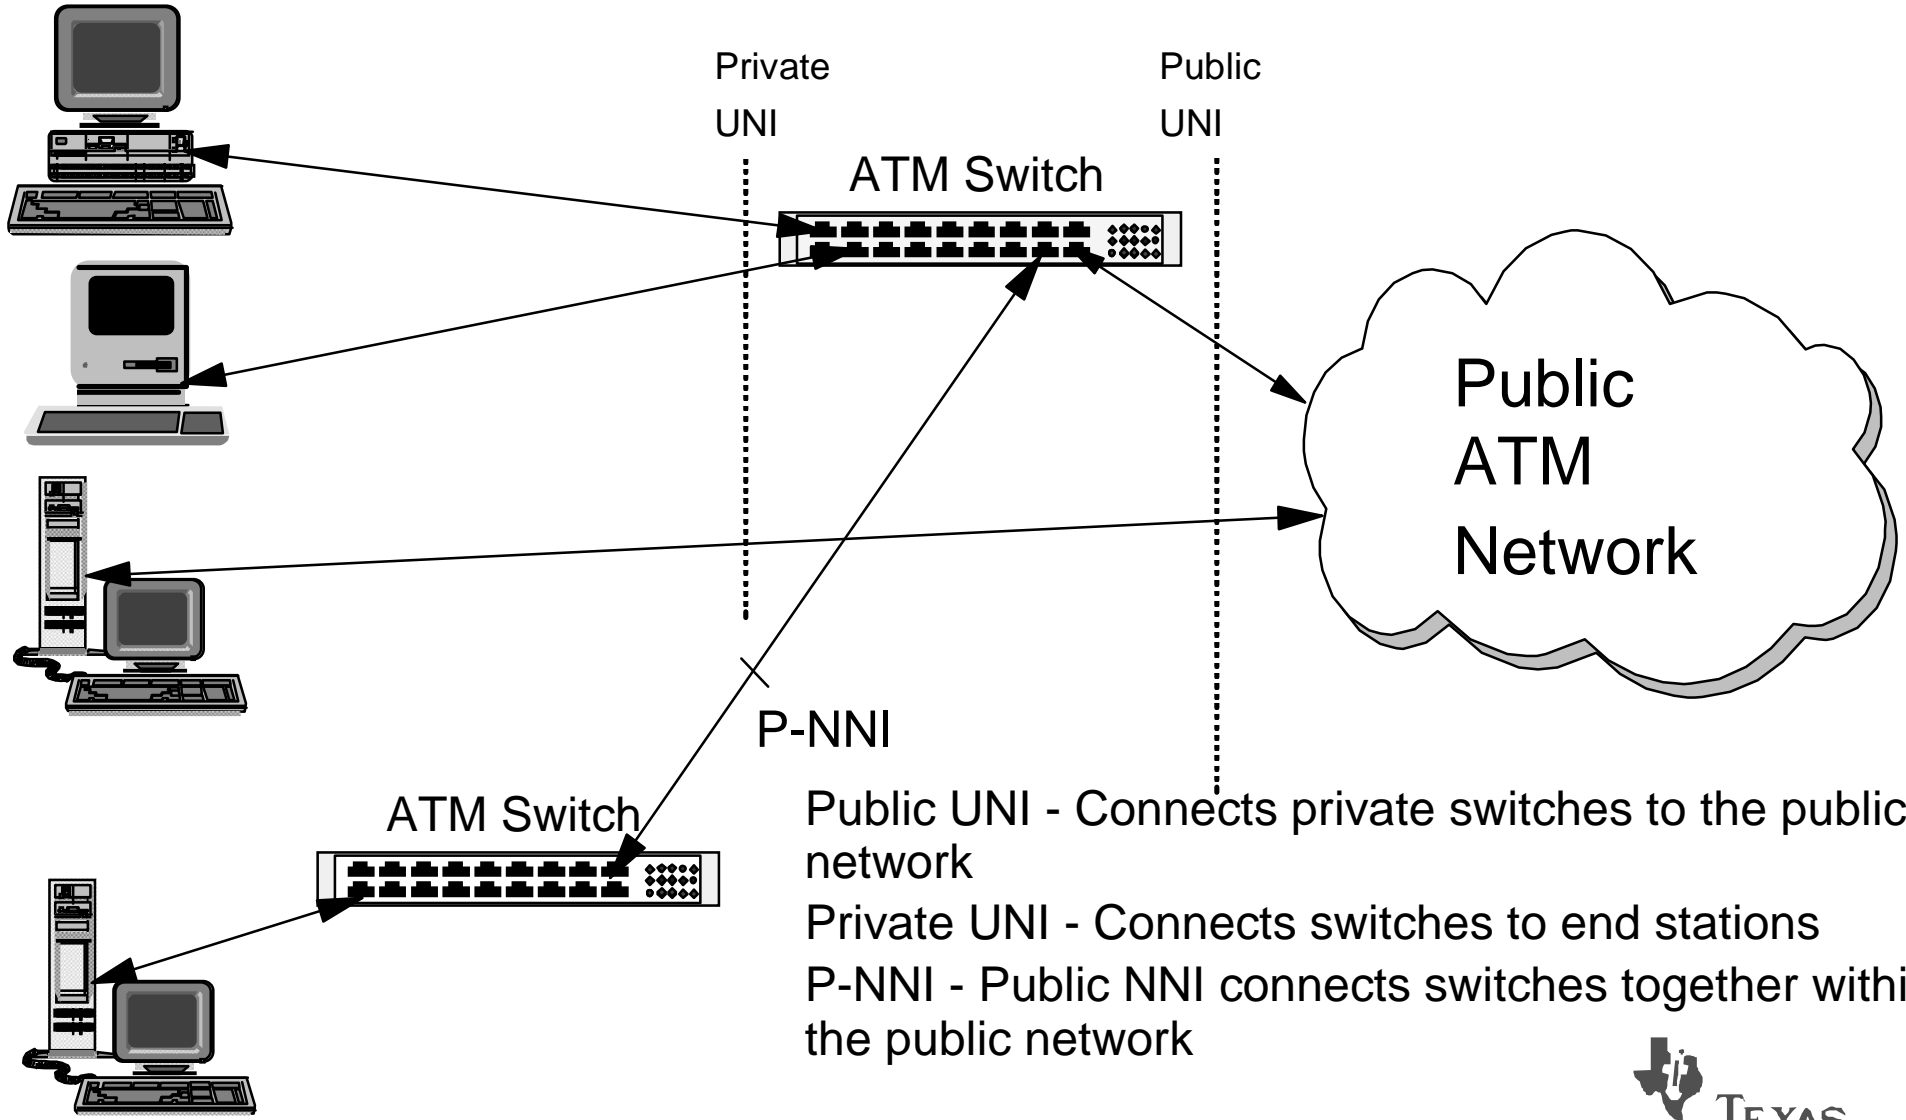 Private
UNI
Public
UNI
ATM Switch
Public
ATM
Network
P-NNI
ATM Switch
Public UNI - Connects private switches to the public
network
Private UNI - Connects switches to end stations
P-NNI - Public NNI connects switches together withi
the public network
TEXAS